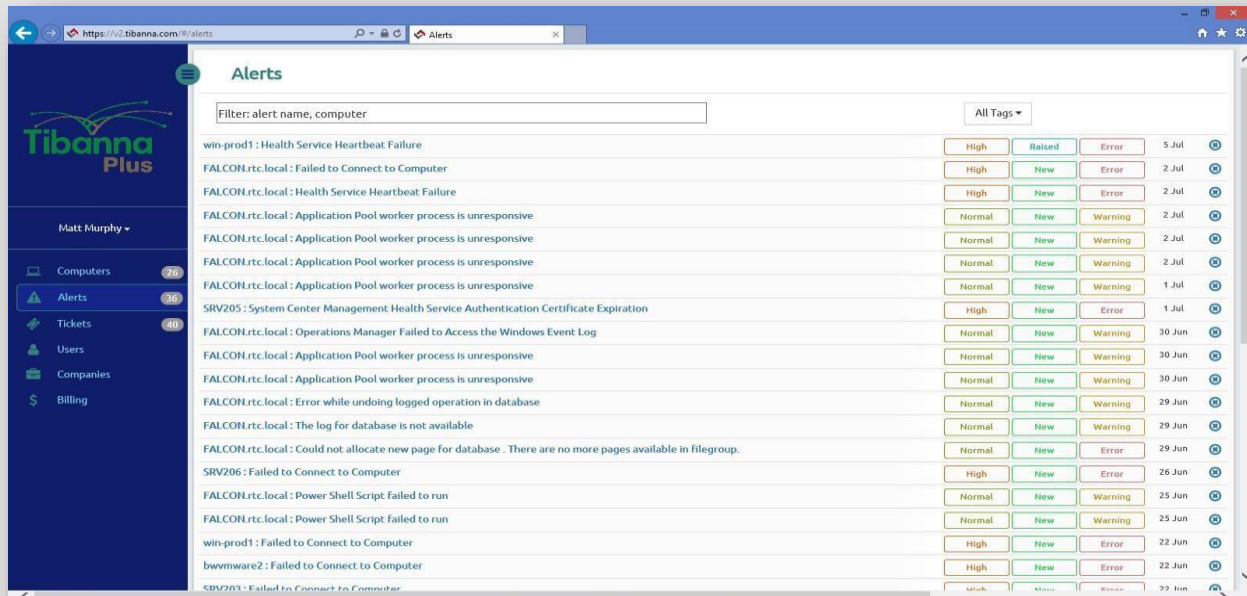 https://v2.tibanna.com/#/alerts
Alerts
Tibanna
Plus
Matt Murphy
Computers 26
Alerts 36
Tickets 40
Users
Companies
Billing
Alerts
Filter: alert name, computer All Tags
win-prod1 : Health Service Heartbeat Failure High Raised Error 5 Jul
FALCON.rtc.local : Failed to Connect to Computer High New Error 2 Jul
FALCON.rtc.local : Health Service Heartbeat Failure High New Error 2 Jul
FALCON.rtc.local : Application Pool worker process is unresponsive Normal New Warning 2 Jul
FALCON.rtc.local : Application Pool worker process is unresponsive Normal New Warning 2 Jul
FALCON.rtc.local : Application Pool worker process is unresponsive Normal New Warning 2 Jul
FALCON.rtc.local : Application Pool worker process is unresponsive Normal New Warning 1 Jul
SRV205 : System Center Management Health Service Authentication Certificate Expiration High New Error 1 Jul
FALCON.rtc.local : Operations Manager Failed to Access the Windows Event Log Normal New Warning 30 Jun
FALCON.rtc.local : Application Pool worker process is unresponsive Normal New Warning 30 Jun
FALCON.rtc.local : Application Pool worker process is unresponsive Normal New Warning 30 Jun
FALCON.rtc.local : Error while undoing logged operation in database Normal New Warning 29 Jun
FALCON.rtc.local : The log for database is not available Normal New Warning 29 Jun
FALCON.rtc.local : Could not allocate new page for database . There are no more pages available in filegroup. Normal New Error 29 Jun
SRV206 : Failed to Connect to Computer High New Error 26 Jun
FALCON.rtc.local : Power Shell Script failed to run Normal New Warning 25 Jun
FALCON.rtc.local : Power Shell Script failed to run Normal New Warning 25 Jun
win-prod1 : Failed to Connect to Computer High New Error 22 Jun
bwvmware2 : Failed to Connect to Computer High New Error 22 Jun
SRV203 : Failed to Connect to Computer High New Error 22 Jun